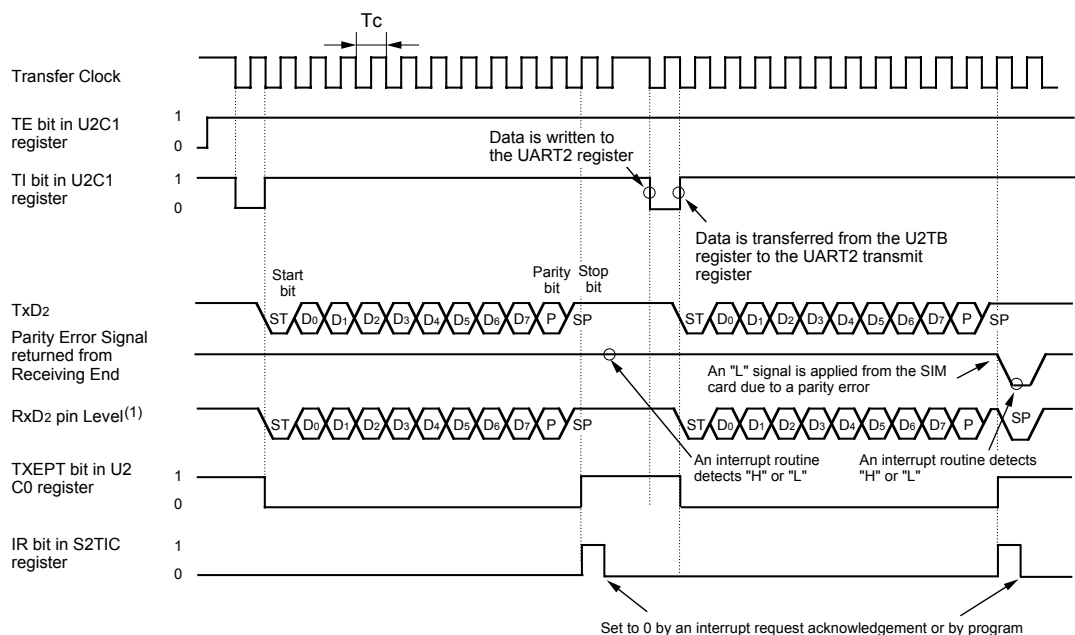 Tc
Transfer Clock
TE bit in U2C1
register
1
0
Data is written to
the UART2 register
TI bit in U2C1
register
1
0
Data is transferred from the U2TB
register to the UART2 transmit
register
Start
bit
Parity
bit
Stop
bit
TxD2
ST D0 D1 D2 D3 D4 D5 D6 D7 P SP
ST D0 D1 D2 D3 D4 D5 D6 D7 P SP
Parity Error Signal
returned from
Receiving End
An "L" signal is applied from the SIM
card due to a parity error
RxD2 pin Level(1)
ST D0 D1 D2 D3 D4 D5 D6 D7 P SP
ST D0 D1 D2 D3 D4 D5 D6 D7 P SP
An interrupt routine
detects "H" or "L"
An interrupt routine detects
"H" or "L"
TXEPT bit in U2
C0 register
1
0
IR bit in S2TIC
register
1
0
Set to 0 by an interrupt request acknowledgement or by program